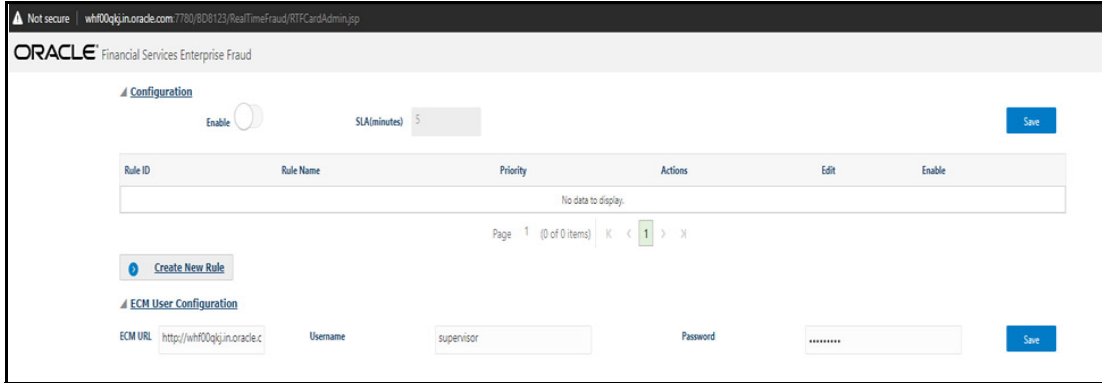 Not secure whf00qkj.in.oracle.com:7780/BD8123/RealTimeFraud/RTFCardAdmin.jsp
ORACLE Financial Services Enterprise Fraud
Configuration
Enable SLA(minutes) 5 Save
Rule ID Rule Name Priority Actions Edit Enable
No data to display.
Page 1 (0 of 0 items) K < 1 > X
Create New Rule
ECM User Configuration
ECM URL http://whf00qkj.in.oracle.c Username supervisor Password ••••••••• Save